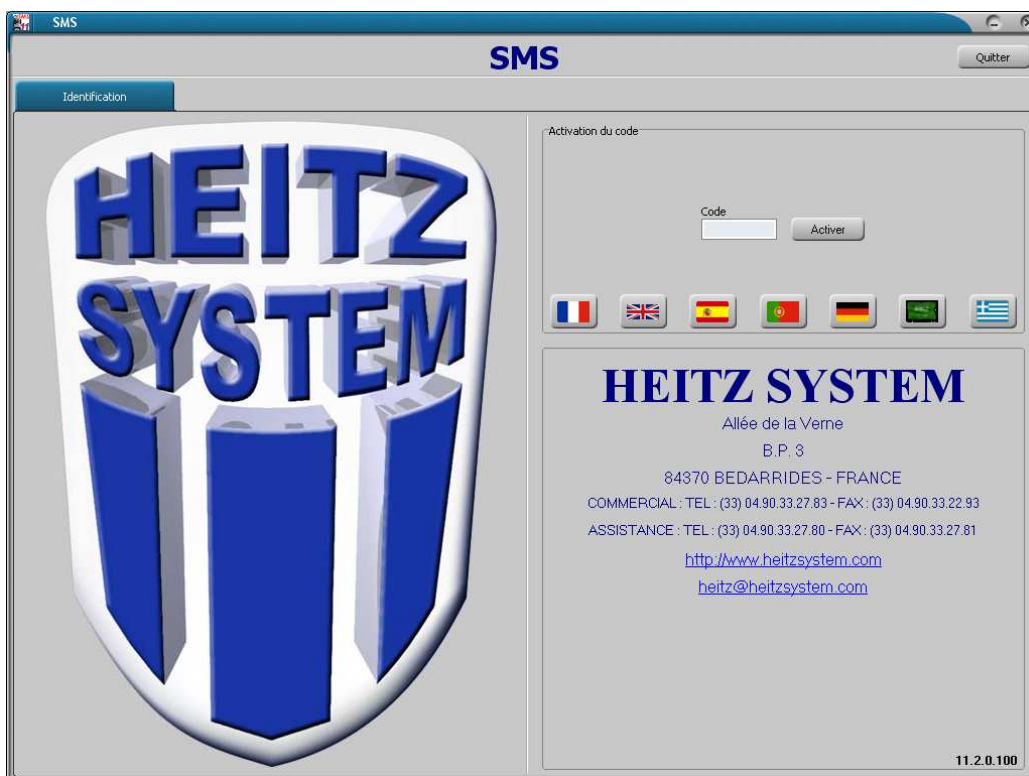 SMS
SMS
Quitter
Identification
HEITZ
SYSTEM
Activation du code
Code
Activer
HEITZ SYSTEM
Allée de la Verne
B.P. 3
84370 BEDARRIDES - FRANCE
COMMERCIAL : TEL : (33) 04.90.33.27.83 - FAX : (33) 04.90.33.22.93
ASSISTANCE : TEL : (33) 04.90.33.27.80 - FAX : (33) 04.90.33.27.81
http://www.heitzsystem.com
heitz@heitzsystem.com
11.2.0.100